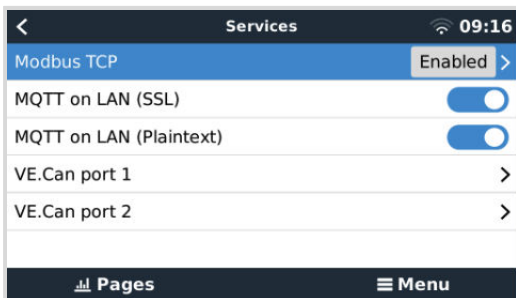 Services 09:16
Modbus TCP Enabled
MQTT on LAN (SSL)
MQTT on LAN (Plaintext)
VE.Can port 1
VE.Can port 2
Pages Menu